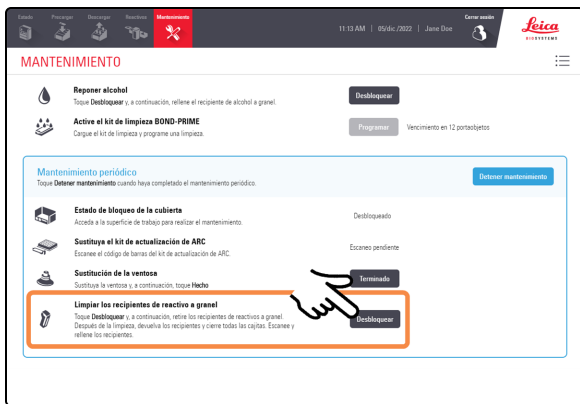 Estado
Precargar
Descargar
Reactivos
Mantenimiento
11:13 AM | 05/dic./2022 | Jane Doe
Cerrar sesión
Leica
BIOSYSTEMS
MANTENIMIENTO
Reponer alcohol
Toque Desbloquear y, a continuación, rellene el recipiente de alcohol a granel.
Desbloquear
Active el kit de limpieza BOND-PRIME
Cargue el kit de limpieza y programe una limpieza.
Programar
Vencimiento en 12 portaobjetos
Mantenimiento periódico
Toque Detener mantenimiento cuando haya completado el mantenimiento periódico.
Detener mantenimiento
Estado de bloqueo de la cubierta
Acceda a la superficie de trabajo para realizar el mantenimiento.
Desbloqueado
Sustituya el kit de actualización de ARC
Escanee el código de barras del kit de actualización de ARC.
Escaneo pendiente
Sustitución de la ventosa
Sustituya la ventosa y, a continuación, toque Hecho
Terminado
Limpiar los recipientes de reactivo a granel
Toque Desbloquear y, a continuación, retire los recipientes de reactivos a granel.
Después de la limpieza, devuelva los recipientes y cierre todas las cajitas. Escanee y
rellene los recipientes.
Desbloquear